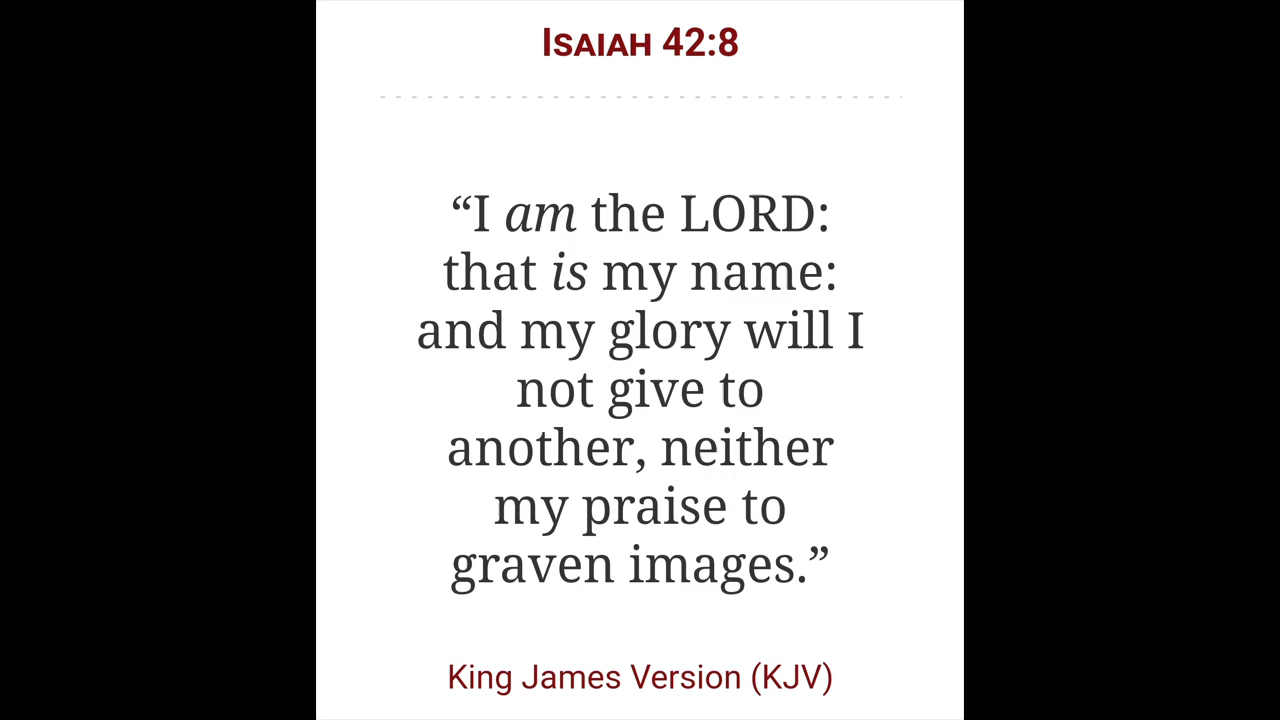 Isaiah 42:8
“I am the LORD:
that is my name:
and my glory will I
not give to
another, neither
my praise to
graven images.”
King James Version (KJV)